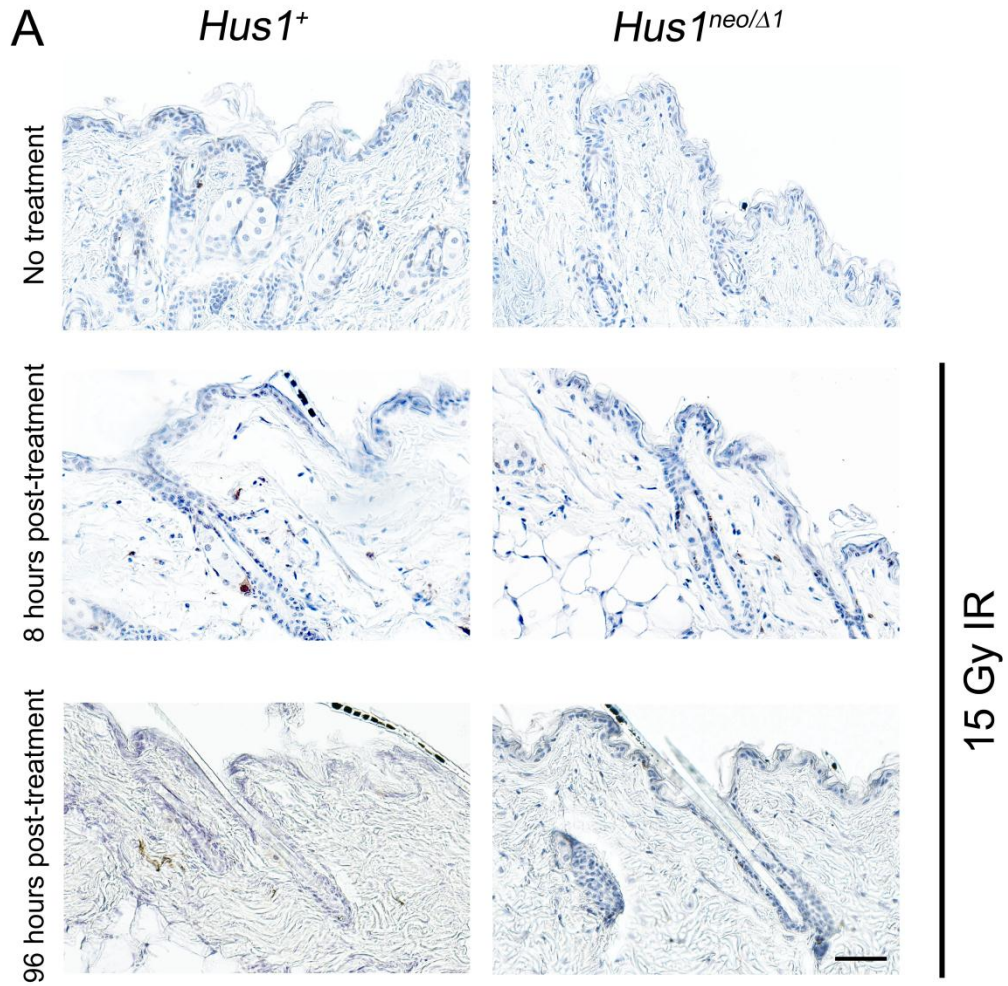 A
Hus1+
Hus1neo/Δ1
No treatment
8 hours post-treatment
96 hours post-treatment
15 Gy IR